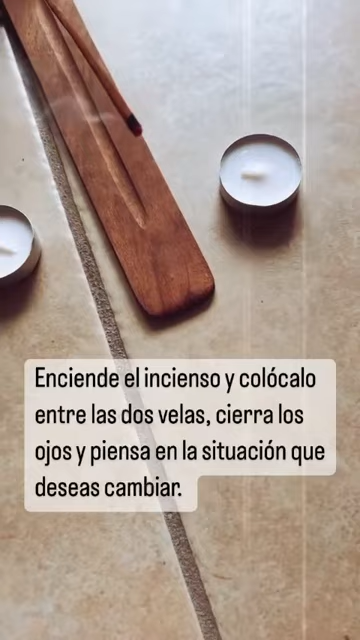 Enciende el incienso y colócalo
entre las dos velas, cierra los
ojos y piensa en la situación que
deseas cambiar.